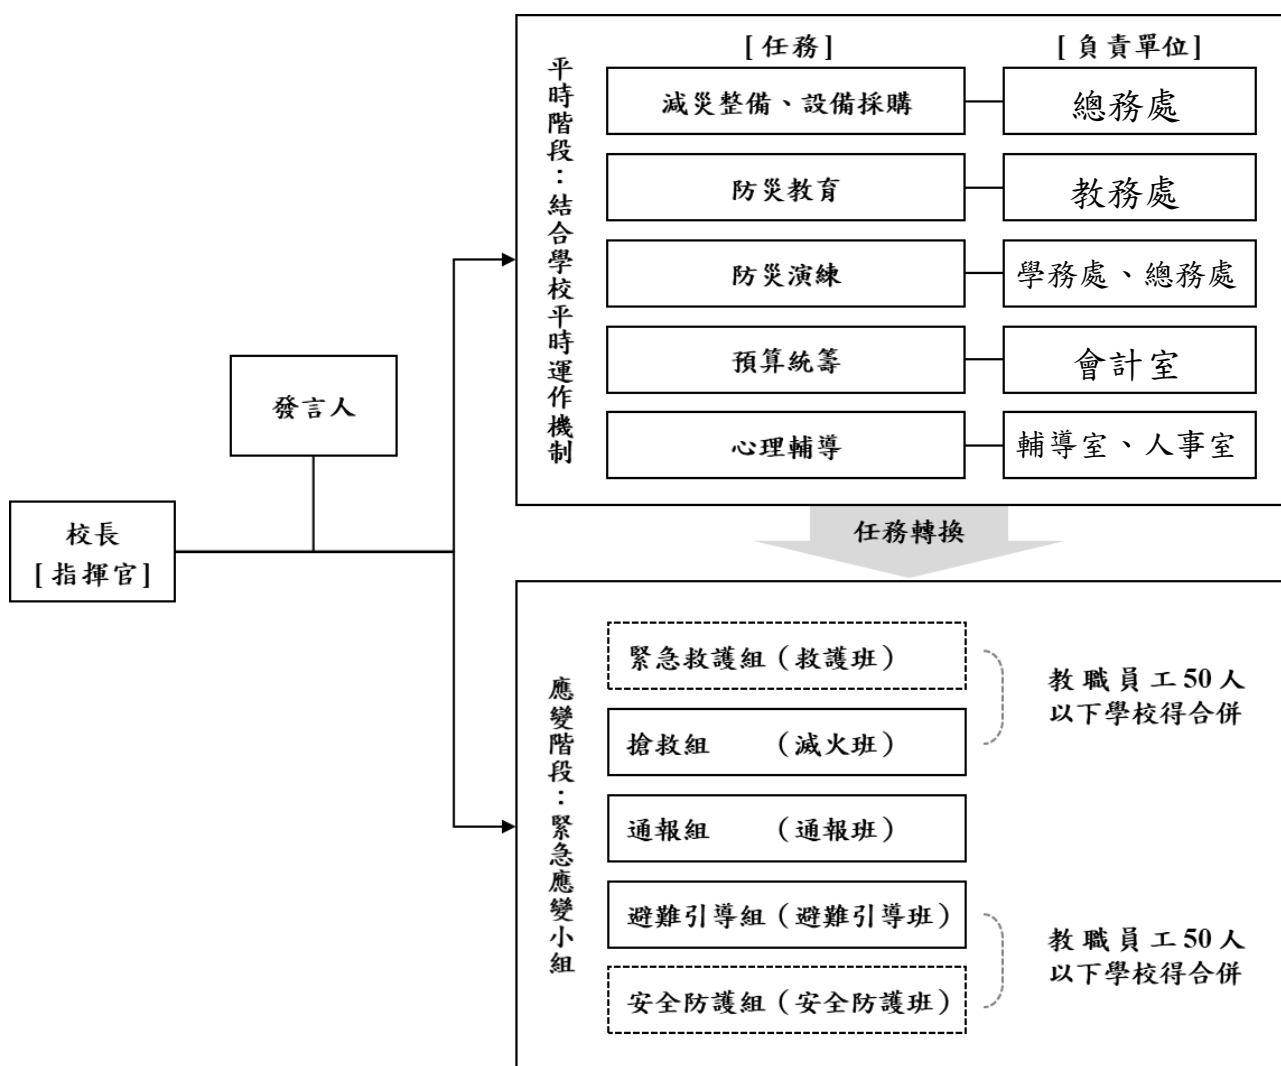 [任務]
[負責單位]
平時階段：結合學校平時運作機制
減災整備、設備採購
總務處
防災教育
教務處
防災演練
學務處、總務處
預算統籌
會計室
心理輔導
輔導室、人事室
發言人
校長
[指揮官]
任務轉換
應變階段：緊急應變小組
緊急救護組（救護班）
搶救組　　（滅火班）
教職員工50人
以下學校得合併
通報組　　（通報班）
避難引導組（避難引導班）
安全防護組（安全防護班）
教職員工50人
以下學校得合併